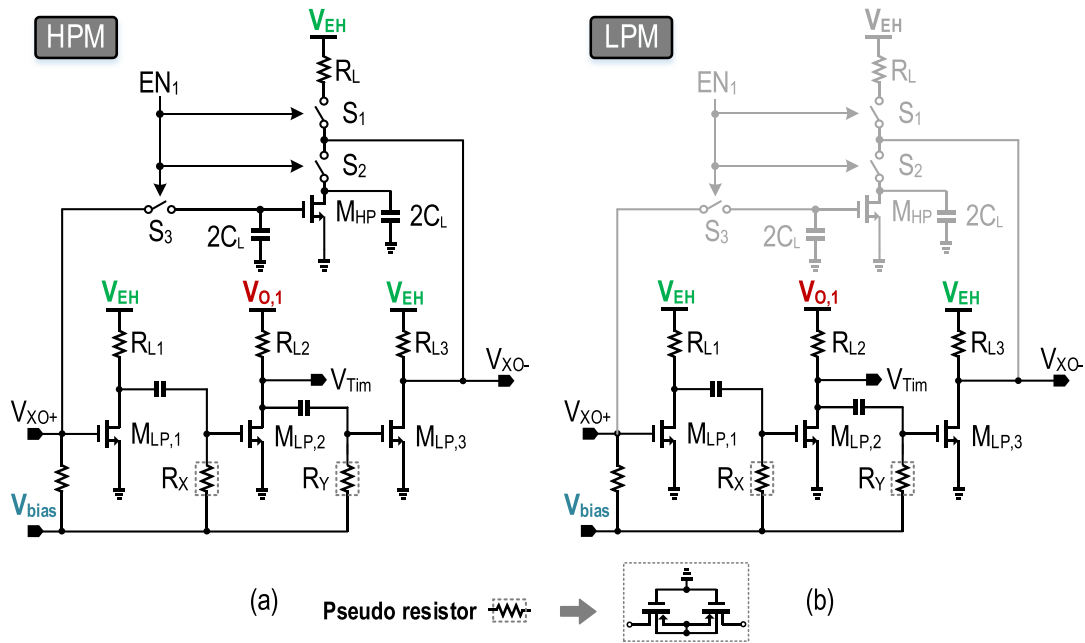 HPM
V_EH
R_L
EN_1
S_1
S_2
S_3
2C_L
M_HP
2C_L
V_EH
V_O,1
V_EH
R_L1
R_L2
R_L3
V_Tim
V_XO-
V_XO+
M_LP,1
M_LP,2
M_LP,3
R_X
R_Y
V_bias
(a)
LPM
V_EH
R_L
EN_1
S_1
S_2
S_3
2C_L
M_HP
2C_L
V_EH
V_O,1
V_EH
R_L1
R_L2
R_L3
V_Tim
V_XO-
V_XO+
M_LP,1
M_LP,2
M_LP,3
R_X
R_Y
V_bias
(b)
Pseudo resistor